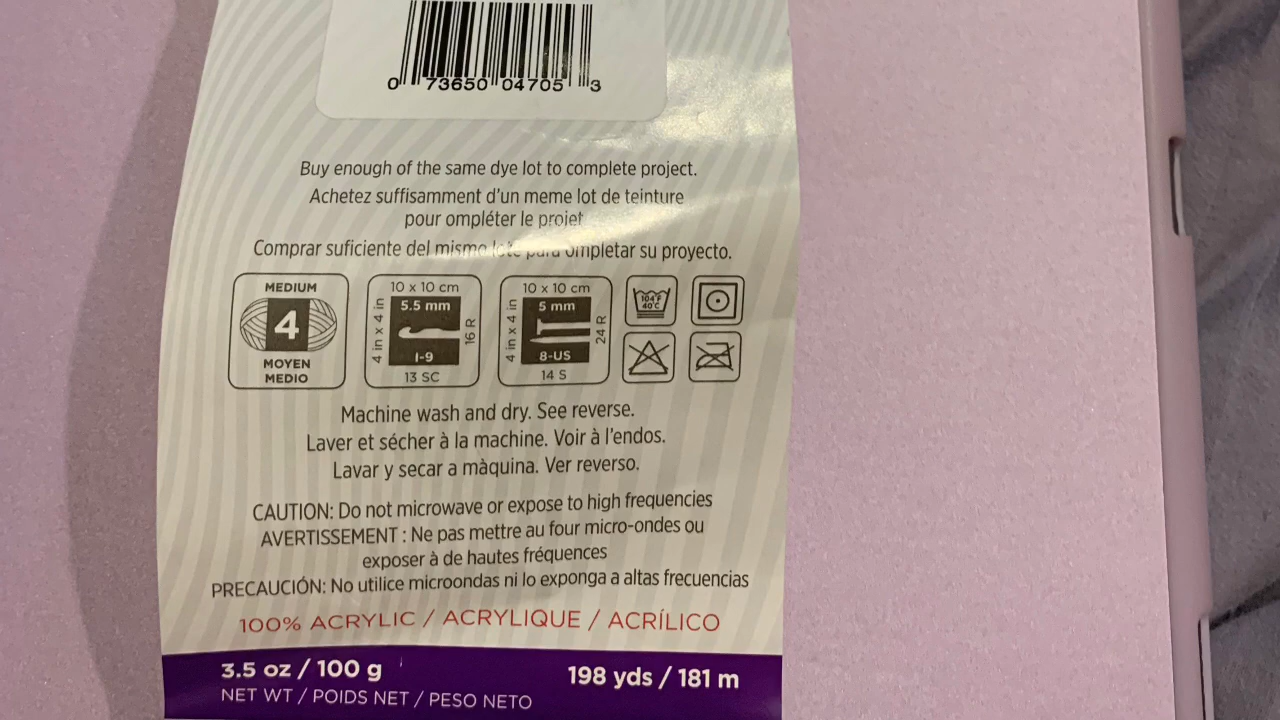 0 73650 04705 3
Buy enough of the same dye lot to complete project.
Achetez suffisamment d'un meme lot de teinture
pour ompléter le projet
Comprar suficiente del mismo lote para ompletar su proyecto.
MEDIUM
4
MOYEN
MEDIO
10 x 10 cm
4 in x 4 in
5.5 mm
I-9
16 R
13 SC
10 x 10 cm
4 in x 4 in
5 mm
8-US
24 R
14 S
104 F
40 C
Machine wash and dry. See reverse.
Laver et sécher à la machine. Voir à l'endos.
Lavar y secar a màquina. Ver reverso.
CAUTION: Do not microwave or expose to high frequencies
AVERTISSEMENT : Ne pas mettre au four micro-ondes ou
exposer à de hautes fréquences
PRECAUCIÓN: No utilice microondas ni lo exponga a altas frecuencias
100% ACRYLIC / ACRYLIQUE / ACRÍLICO
3.5 oz / 100 g
198 yds / 181 m
NET WT / POIDS NET / PESO NETO